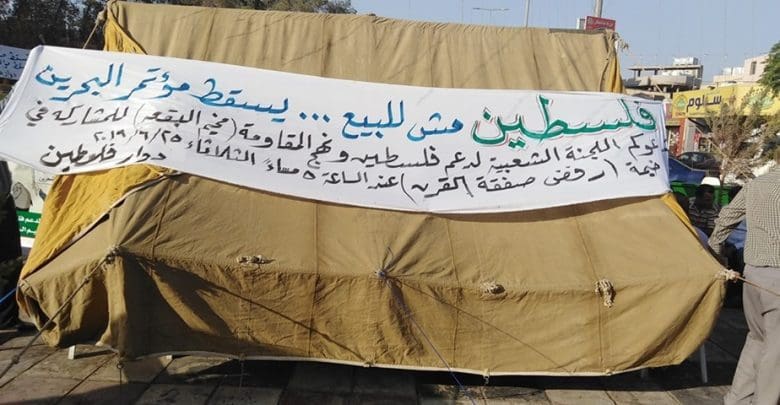 فلسطين مش للبيع ... يسقط مؤتمر البحرين
تدعوكم اللجنة الشعبية لدعم فلسطين ونهج المقاومة (مخيم البقعة) للمشاركة في
خيمة (رفض صفقة القرن) عند الساعة ٥ مساءً الثلاثاء ٢٠١٩/٦/٢٥ دوار فلسطين